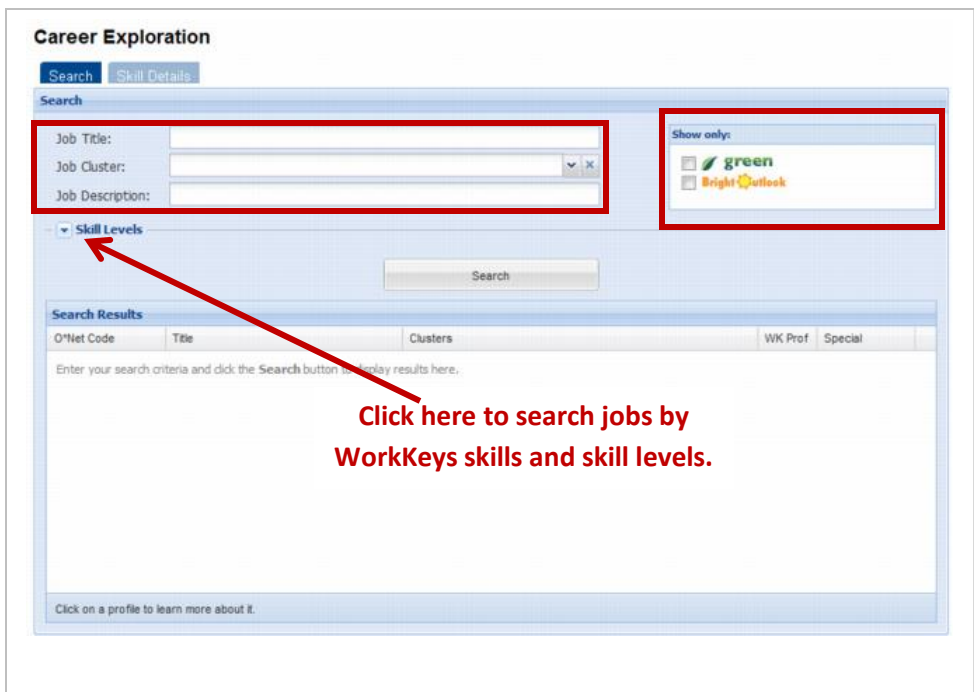 Career Exploration
Search Skill Details
Search
Job Title:
Job Cluster:
Job Description:
Show only:
green
Bright Outlook
Skill Levels
Search
Search Results
O*Net Code Title Clusters WK Prof Special
Enter your search criteria and click the Search button to display results here.
Click here to search jobs by
WorkKeys skills and skill levels.
Click on a profile to learn more about it.